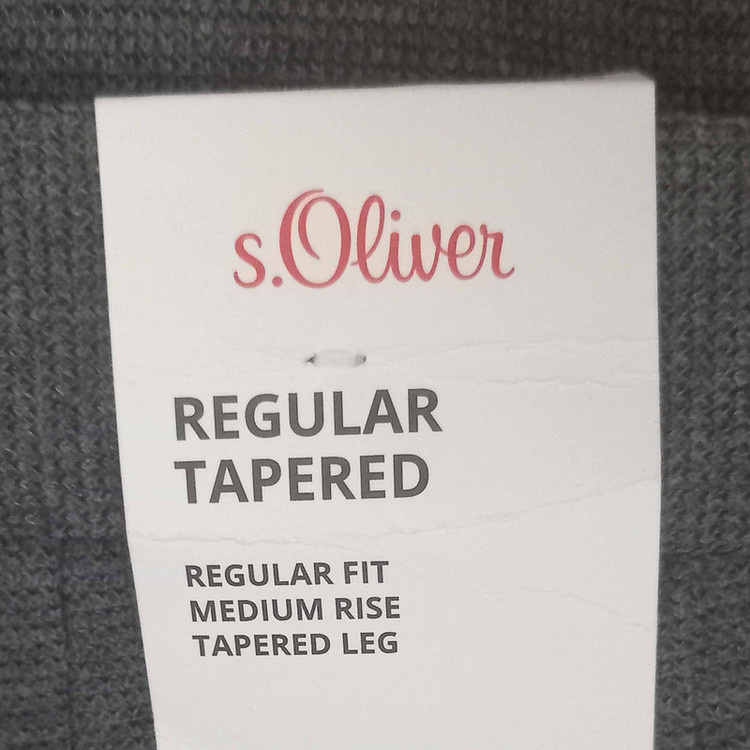 s.Oliver
REGULAR
TAPERED
REGULAR FIT
MEDIUM RISE
TAPERED LEG